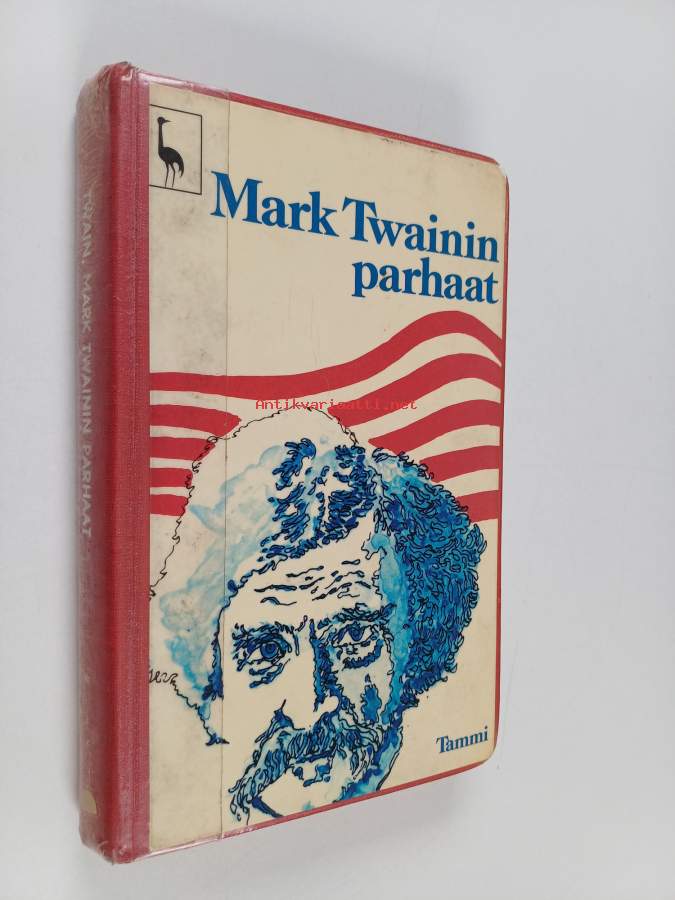 Mark Twainin
parhaat
Antikvariaatti.net
Tammi
TWAIN, MARK TWAININ PARHAAT